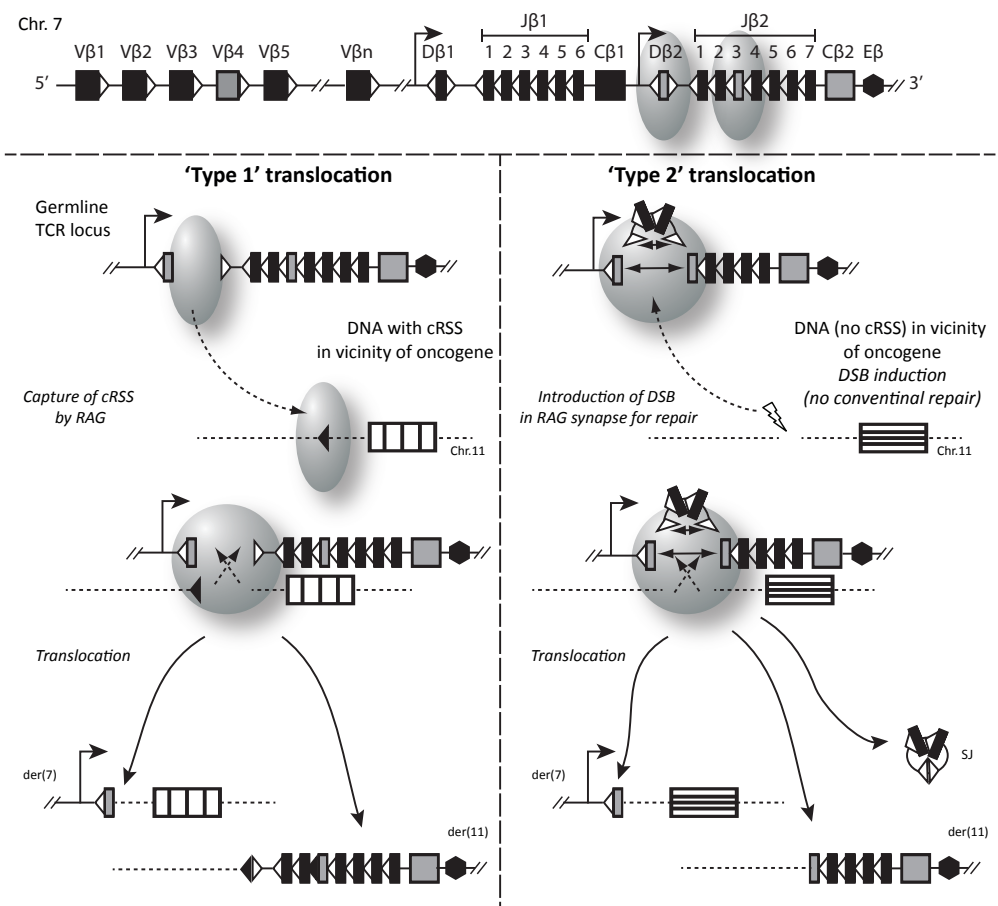 Chr. 7
Jβ1
Jβ2
Vβ1 Vβ2 Vβ3 Vβ4 Vβ5 Vβn Dβ1 1 2 3 4 5 6 Cβ1 Dβ2 1 2 3 4 5 6 7 Cβ2 Eβ
5’ 3’
‘Type 1’ translocation
Germline
TCR locus
DNA with cRSS
in vicinity of oncogene
Capture of cRSS
by RAG
Chr.11
Translocation
der(7)
der(11)
‘Type 2’ translocation
DNA (no cRSS) in vicinity
of oncogene
DSB induction
(no conventinal repair)
Introduction of DSB
in RAG synapse for repair
Chr.11
Translocation
SJ
der(7)
der(11)